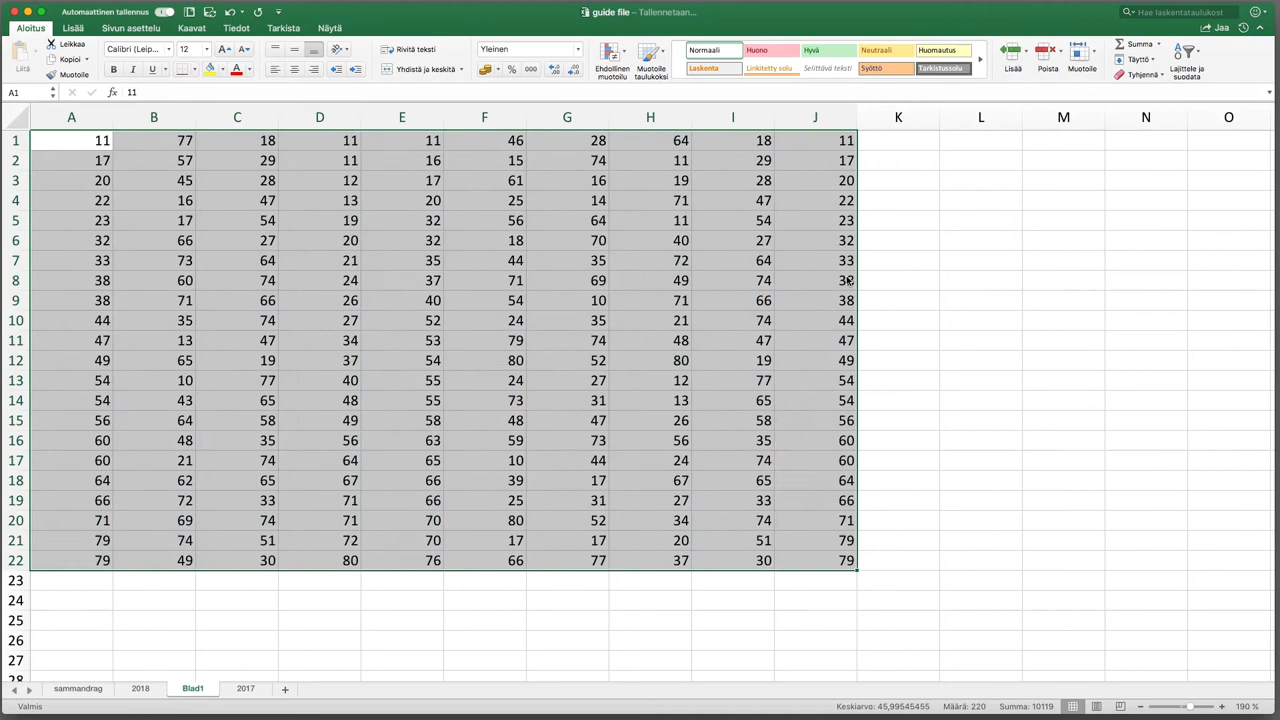 Automaattinen tallennus
guide file – Tallennetaan...
Hae laskentataulukost
Aloitus Lisää Sivun asettelu Kaavat Tiedot Tarkista Näytä
Jaa
Liitä
Leikkaa
Kopioi
Muotoile
Calibri (Leip... 12
B I U
Rivitä teksti
Yhdistä ja keskitä
Yleinen
Ehdollinen muotoilu
Muotoile taulukoksi
Normaali Huono Hyvä Neutraali Huomautus
Laskenta Linkitetty solu Selittävä teksti Syöttö Tarkistussolu
Lisää Poista Muotoile
Summa
Täyttö
Tyhjennä
Lajittele ja suodata
A1 fx 11
A B C D E F G H I J K L M N O
1 11 77 18 11 11 46 28 64 18 11
2 17 57 29 11 16 15 74 11 29 17
3 20 45 28 12 17 61 16 19 28 20
4 22 16 47 13 20 25 14 71 47 22
5 23 17 54 19 32 56 64 11 54 23
6 32 66 27 20 32 18 70 40 27 32
7 33 73 64 21 35 44 35 72 64 33
8 38 60 74 24 37 71 69 49 74 38
9 38 71 66 26 40 54 10 71 66 38
10 44 35 74 27 52 24 35 21 74 44
11 47 13 47 34 53 79 74 48 47 47
12 49 65 19 37 54 80 52 80 19 49
13 54 10 77 40 55 24 27 12 77 54
14 54 43 65 48 55 73 31 13 65 54
15 56 64 58 49 58 48 47 26 58 56
16 60 48 35 56 63 59 73 56 35 60
17 60 21 74 64 65 10 44 24 74 60
18 64 62 65 67 66 39 17 67 65 64
19 66 72 33 71 66 25 31 27 33 66
20 71 69 74 71 70 80 52 34 74 71
21 79 74 51 72 70 17 17 20 51 79
22 79 49 30 80 76 66 77 37 30 79
23
24
25
26
27
28
sammandrag 2018 Blad1 2017 +
Valmis
Keskiarvo: 45,99545455 Määrä: 220 Summa: 10119
190 %